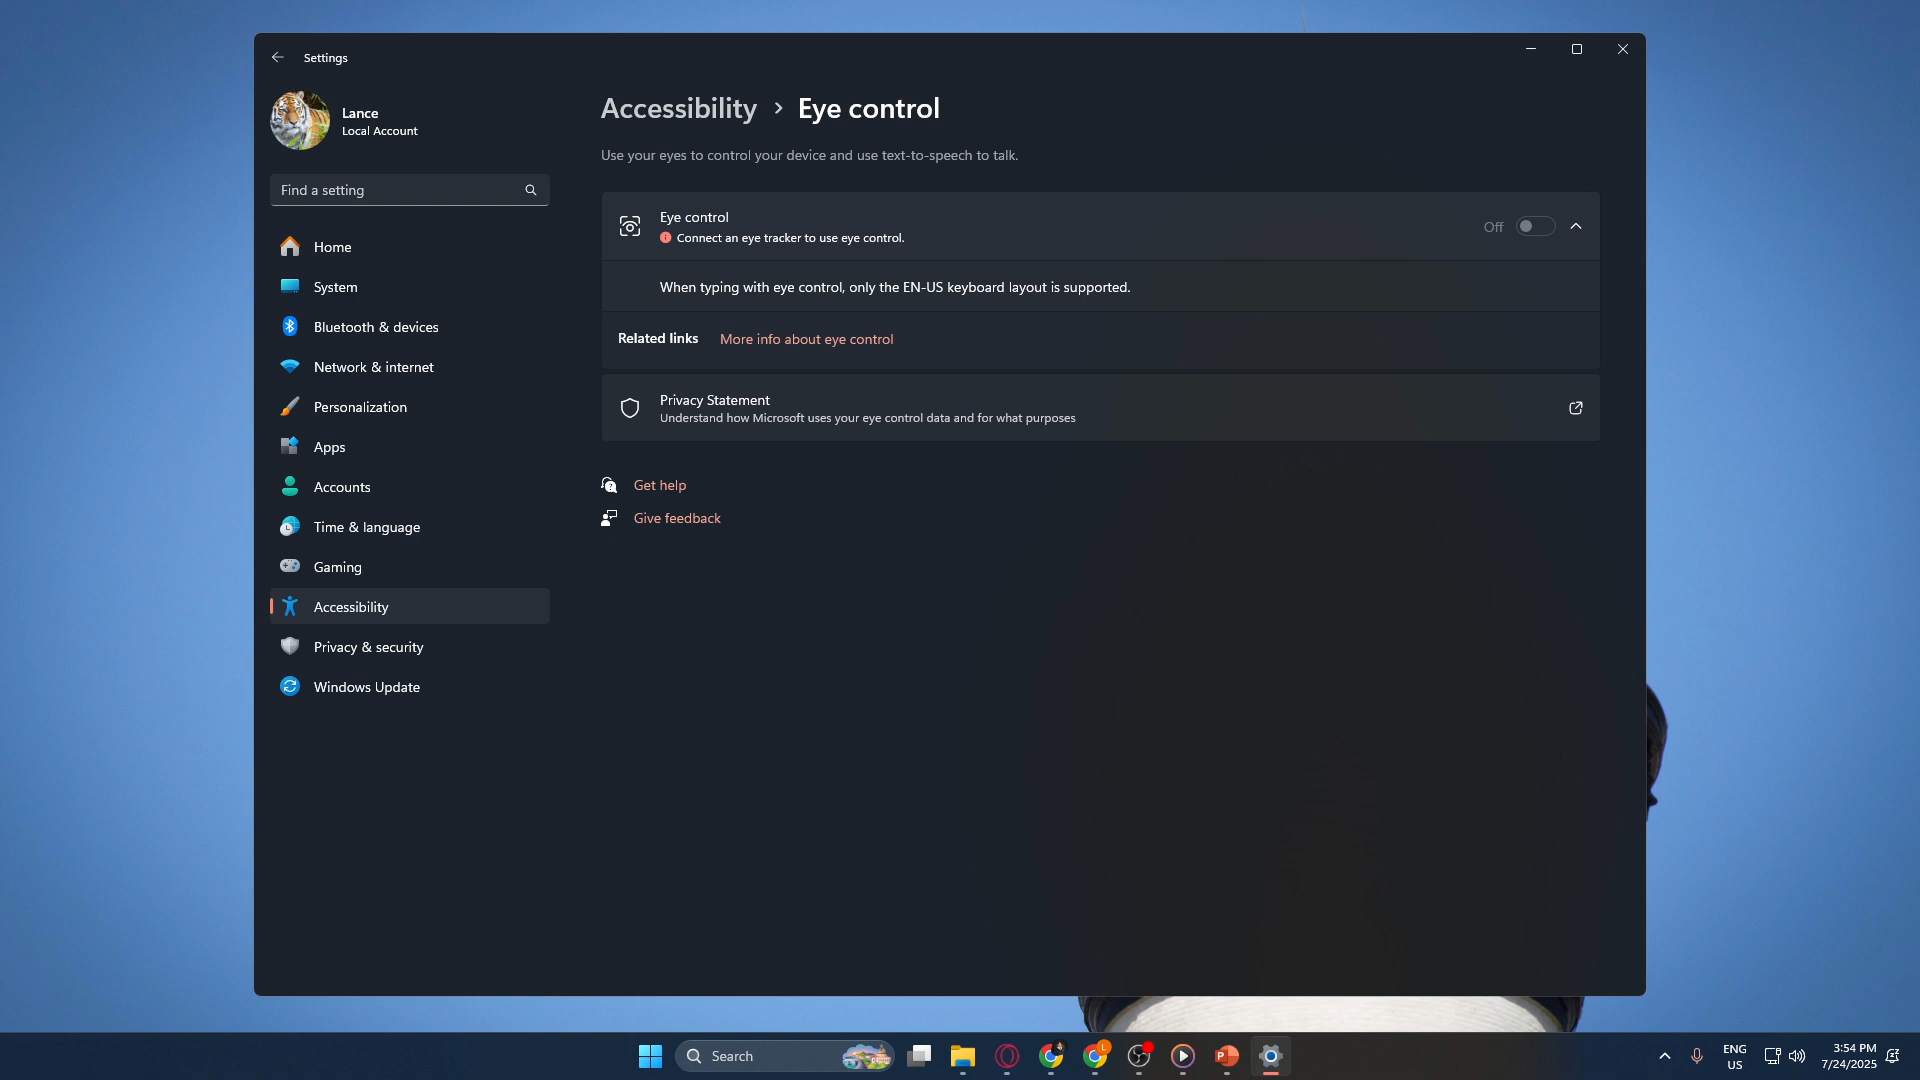 Settings
Lance
Local Account
Find a setting
Home
System
Bluetooth & devices
Network & internet
Personalization
Apps
Accounts
Time & language
Gaming
Accessibility
Privacy & security
Windows Update
Accessibility > Eye control
Use your eyes to control your device and use text-to-speech to talk.
Eye control
Connect an eye tracker to use eye control.
Off
When typing with eye control, only the EN-US keyboard layout is supported.
Related links More info about eye control
Privacy Statement
Understand how Microsoft uses your eye control data and for what purposes
Get help
Give feedback
Search
L
P
ENG
US
3:54 PM
7/24/2025